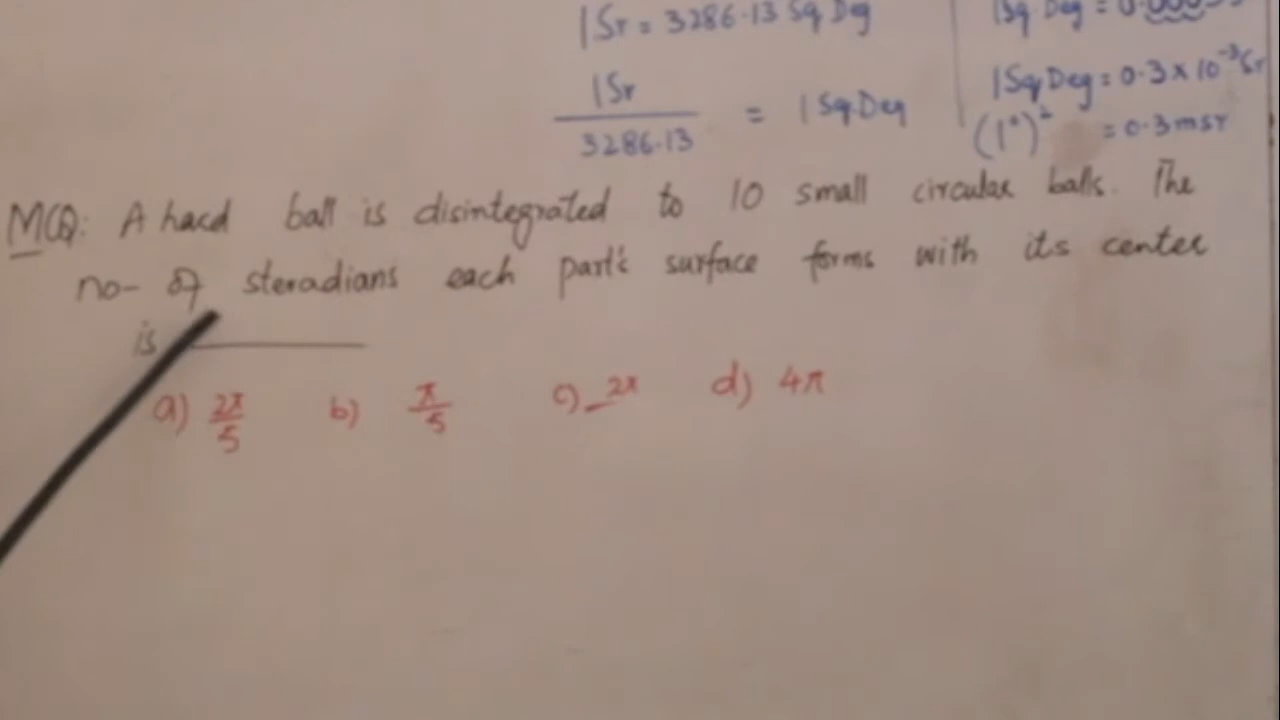 1Sr = 3286.13 Sq Deg
1Sr
3286.13
= 1 Sq.Deg
1Sq Deg =
1Sq Deg = 0.3 x 10⁻³ Sr
(1°)² = 0.3 msr
MCQ: A hard ball is disintegrated to 10 small circular balls. The
no- of steradians each part's surface forms with its center
is
a) 2π/5 b) π/5 c) 2π d) 4π